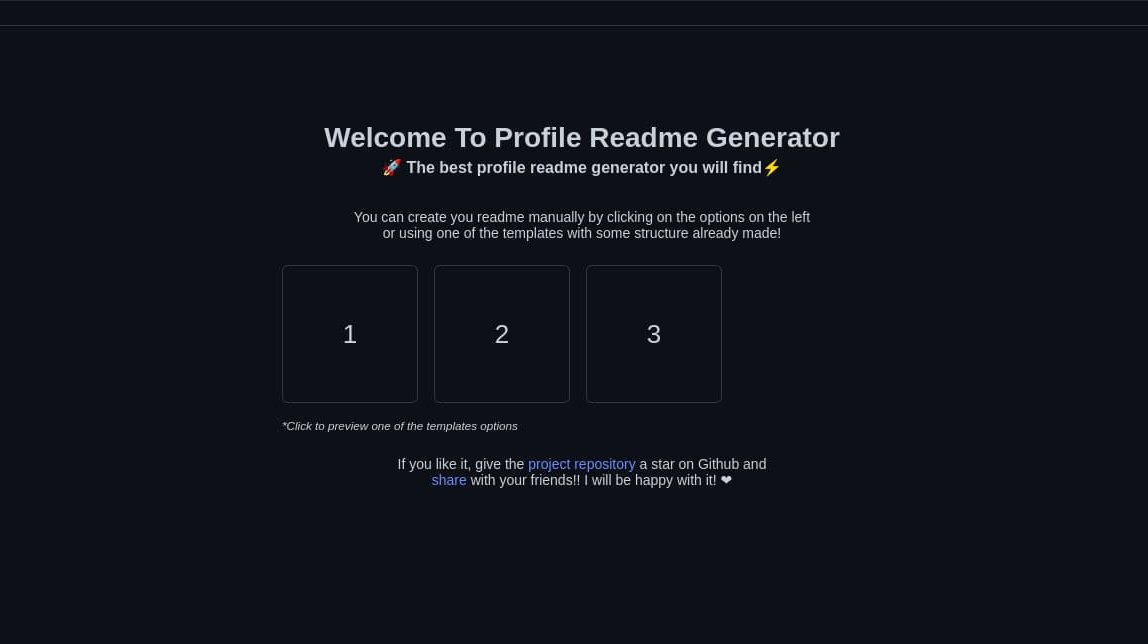 Welcome To Profile Readme Generator
🚀 The best profile readme generator you will find⚡
You can create you readme manually by clicking on the options on the left
or using one of the templates with some structure already made!
1 2 3
*Click to preview one of the templates options
If you like it, give the project repository a star on Github and
share with your friends!! I will be happy with it! ❤